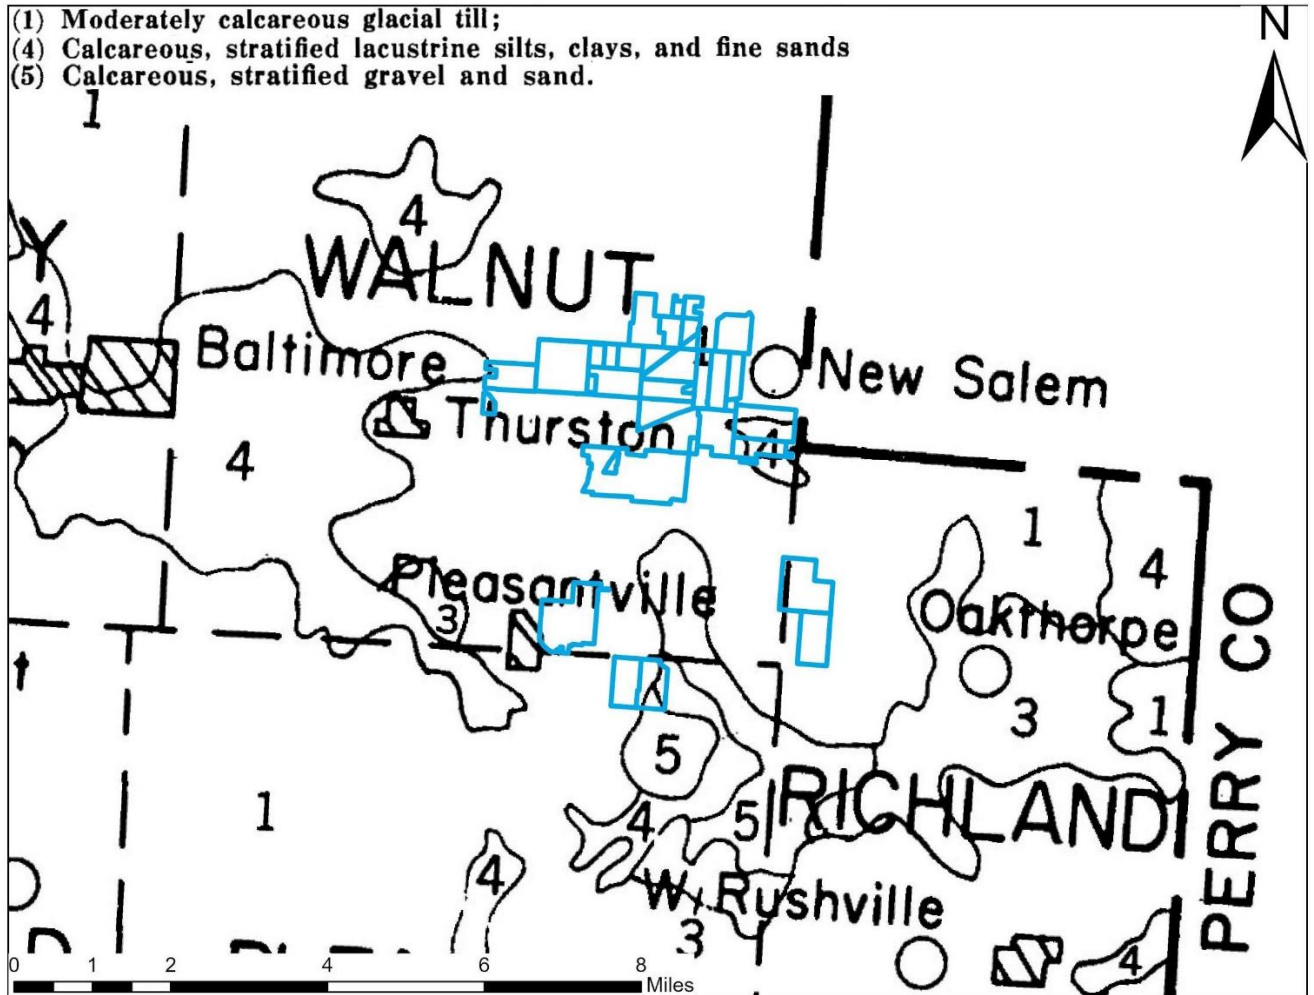 (1) Moderately calcareous glacial till;
(4) Calcareous, stratified lacustrine silts, clays, and fine sands
(5) Calcareous, stratified gravel and sand.
N
1
4
Y
WALNUT
4
1
Baltimore
New Salem
Thurston
4
4
1
4
Pleasantville
3
Oakthorpe
t
3
1
5
PERRY CO
1
4
5
RICHLAND
4
W. Rushville
3
4
0 1 2 4 6 8 Miles